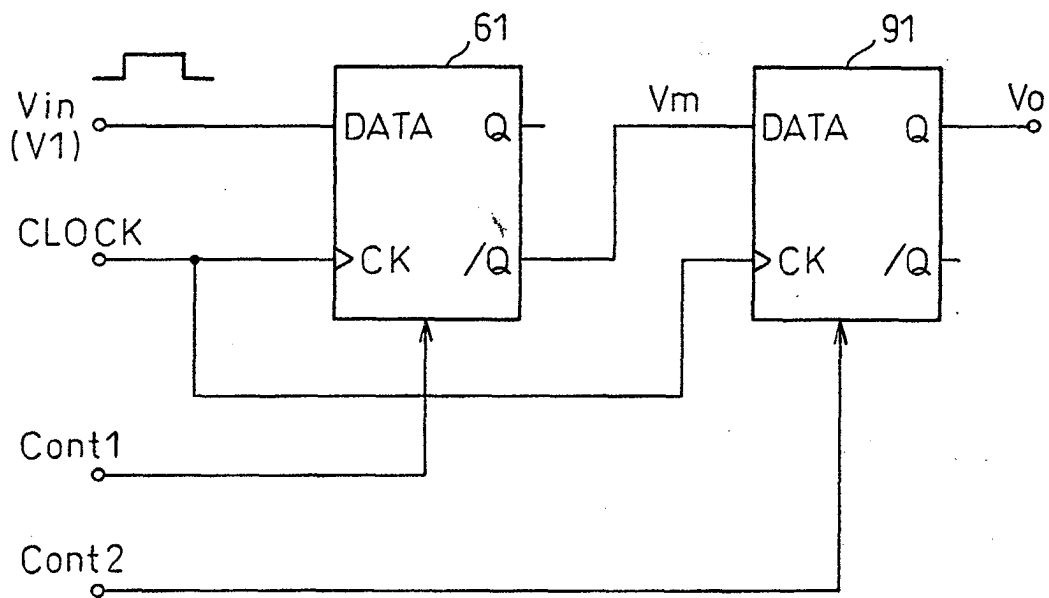 61
91
Vin
(V1)
DATA
Q
Vm
DATA
Q
Vo
CLOCK
CK
/Q
CK
/Q
Cont1
Cont2